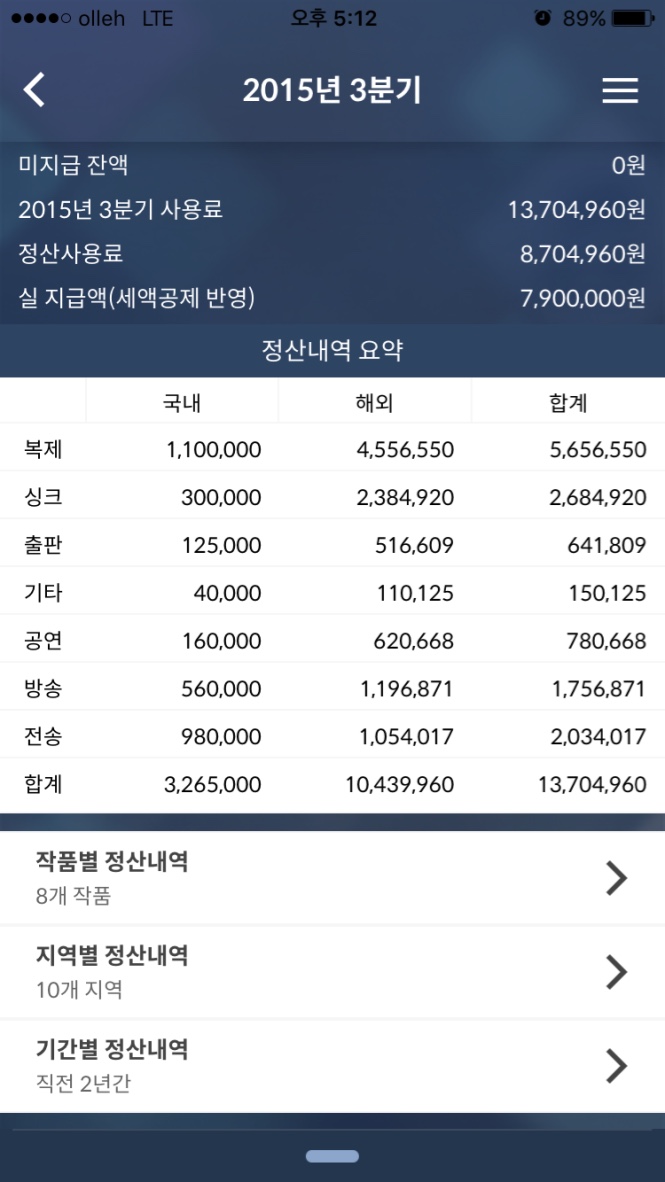 olleh LTE 오후 5:12 89%
2015년 3분기
미지급 잔액 0원
2015년 3분기 사용료 13,704,960원
정산사용료 8,704,960원
실 지급액(세액공제 반영) 7,900,000원
정산내역 요약
국내 해외 합계
복제 1,100,000 4,556,550 5,656,550
싱크 300,000 2,384,920 2,684,920
출판 125,000 516,609 641,809
기타 40,000 110,125 150,125
공연 160,000 620,668 780,668
방송 560,000 1,196,871 1,756,871
전송 980,000 1,054,017 2,034,017
합계 3,265,000 10,439,960 13,704,960
작품별 정산내역
8개 작품
지역별 정산내역
10개 지역
기간별 정산내역
직전 2년간